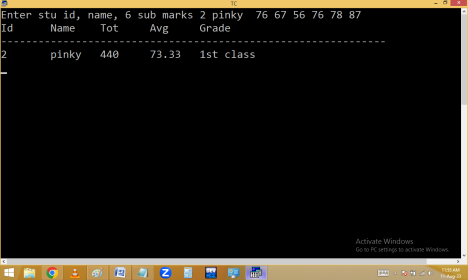 TC
Enter stu id, name, 6 sub marks 2 pinky  76 67 56 76 78 87
Id      Name    Tot     Avg     Grade
--------------------------------------------------------------
2       pinky   440     73.33   1st class
Activate Windows
Go to PC settings to activate Windows.